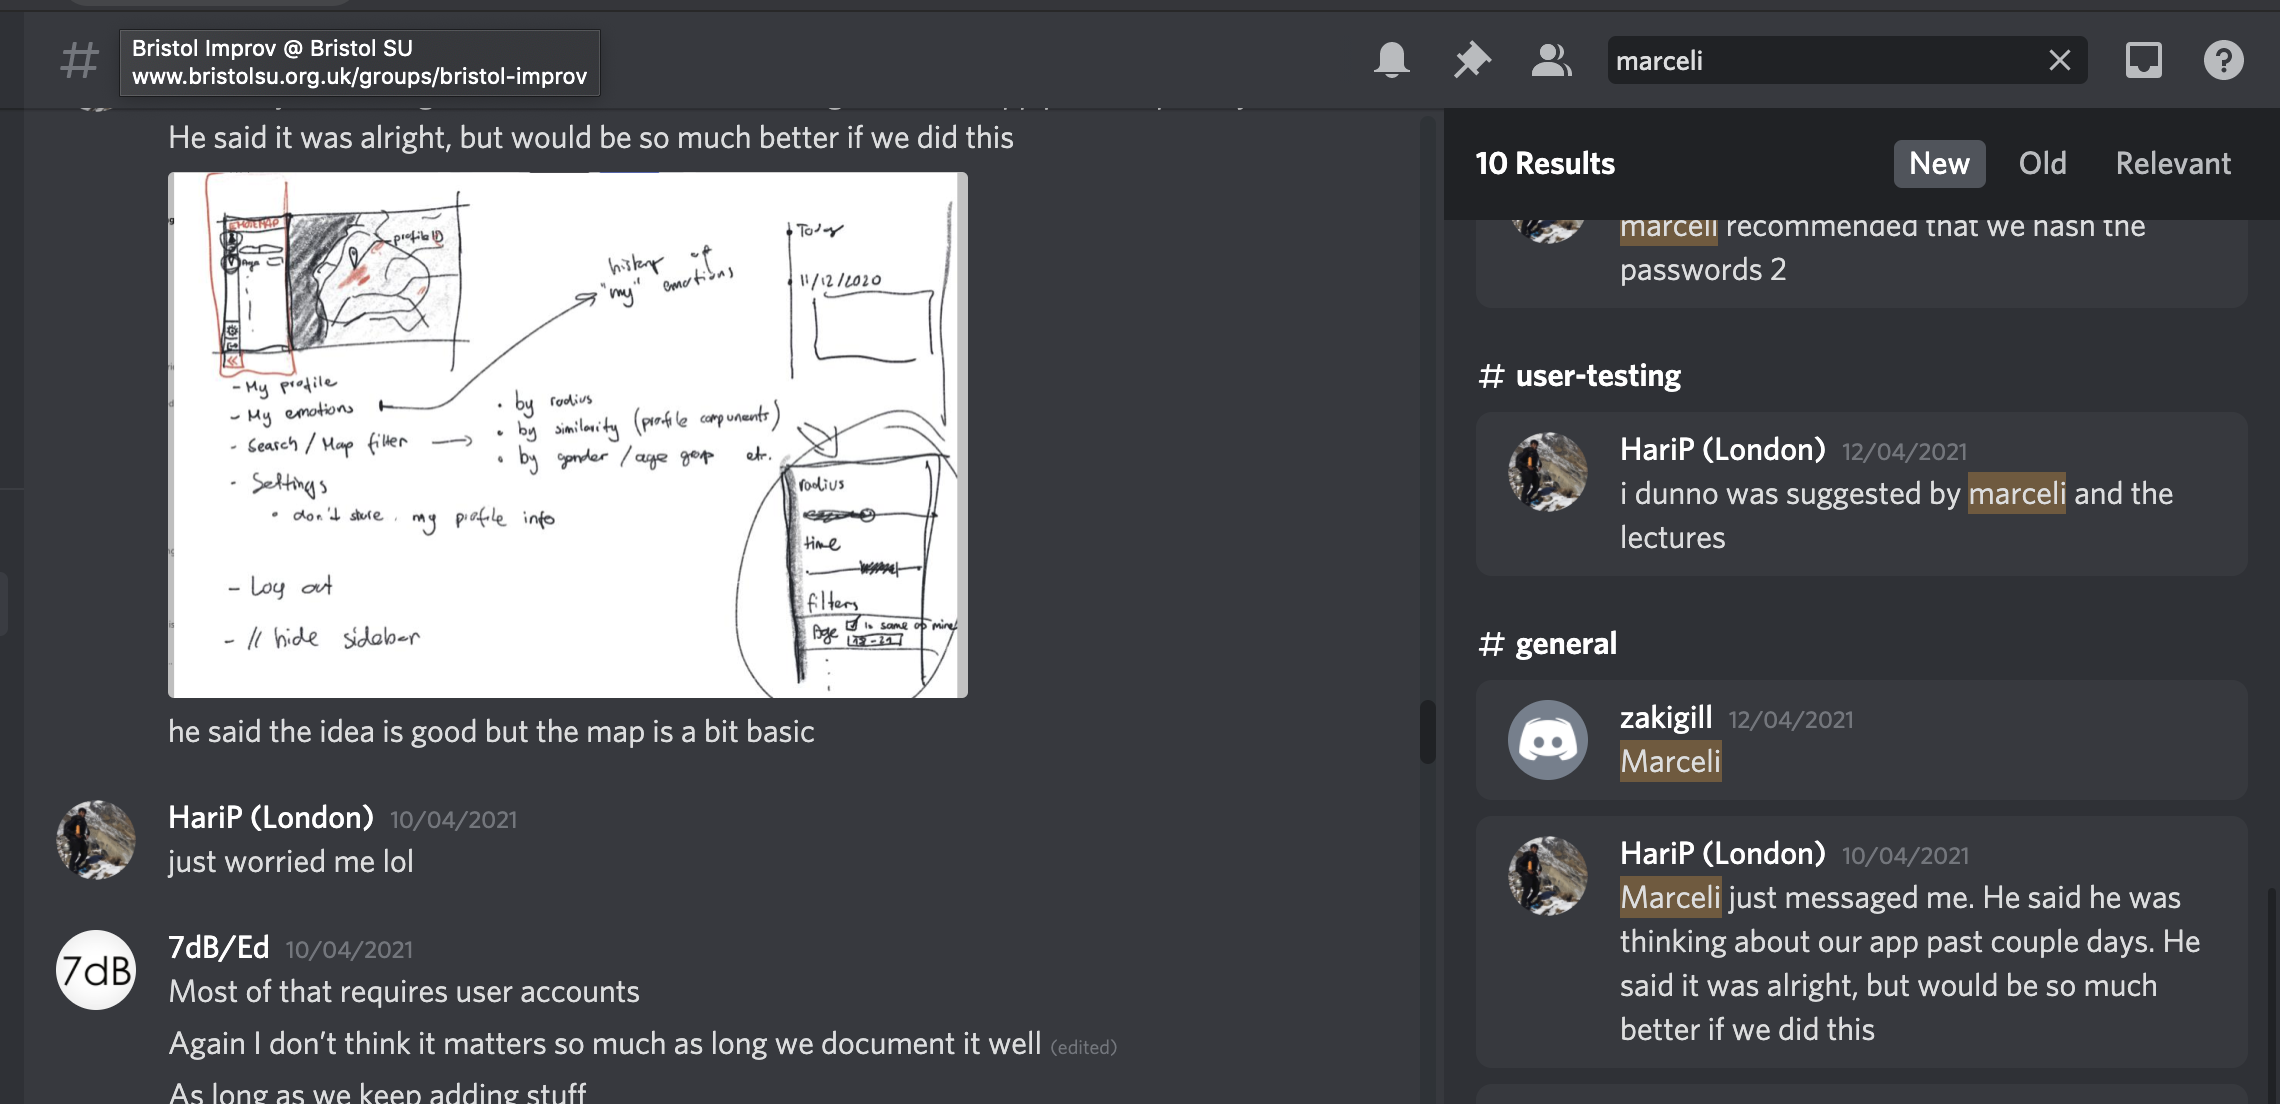 Bristol Improv @ Bristol SU
www.bristolsu.org.uk/groups/bristol-improv
marceli
He said it was alright, but would be so much better if we did this
EMOTEMAP
profile ID
history of
"my" emotions
Today
11/12/2020
- My profile
- My emotions
- Search / Map filter
• by radius
• by similarity (profile components)
• by gender / age gap etc.
- Settings
• don't store my profile info
- Log out
- // hide sidebar
radius
time
filters
Age is same as mine
18-21
he said the idea is good but the map is a bit basic
HariP (London) 10/04/2021
just worried me lol
7dB
7dB/Ed 10/04/2021
Most of that requires user accounts
Again I don't think it matters so much as long we document it well (edited)
As long as we keep adding stuff
10 Results
New Old Relevant
marceli recommended that we hash the
passwords 2
# user-testing
HariP (London) 12/04/2021
i dunno was suggested by marceli and the
lectures
# general
zakigill 12/04/2021
Marceli
HariP (London) 10/04/2021
Marceli just messaged me. He said he was
thinking about our app past couple days. He
said it was alright, but would be so much
better if we did this